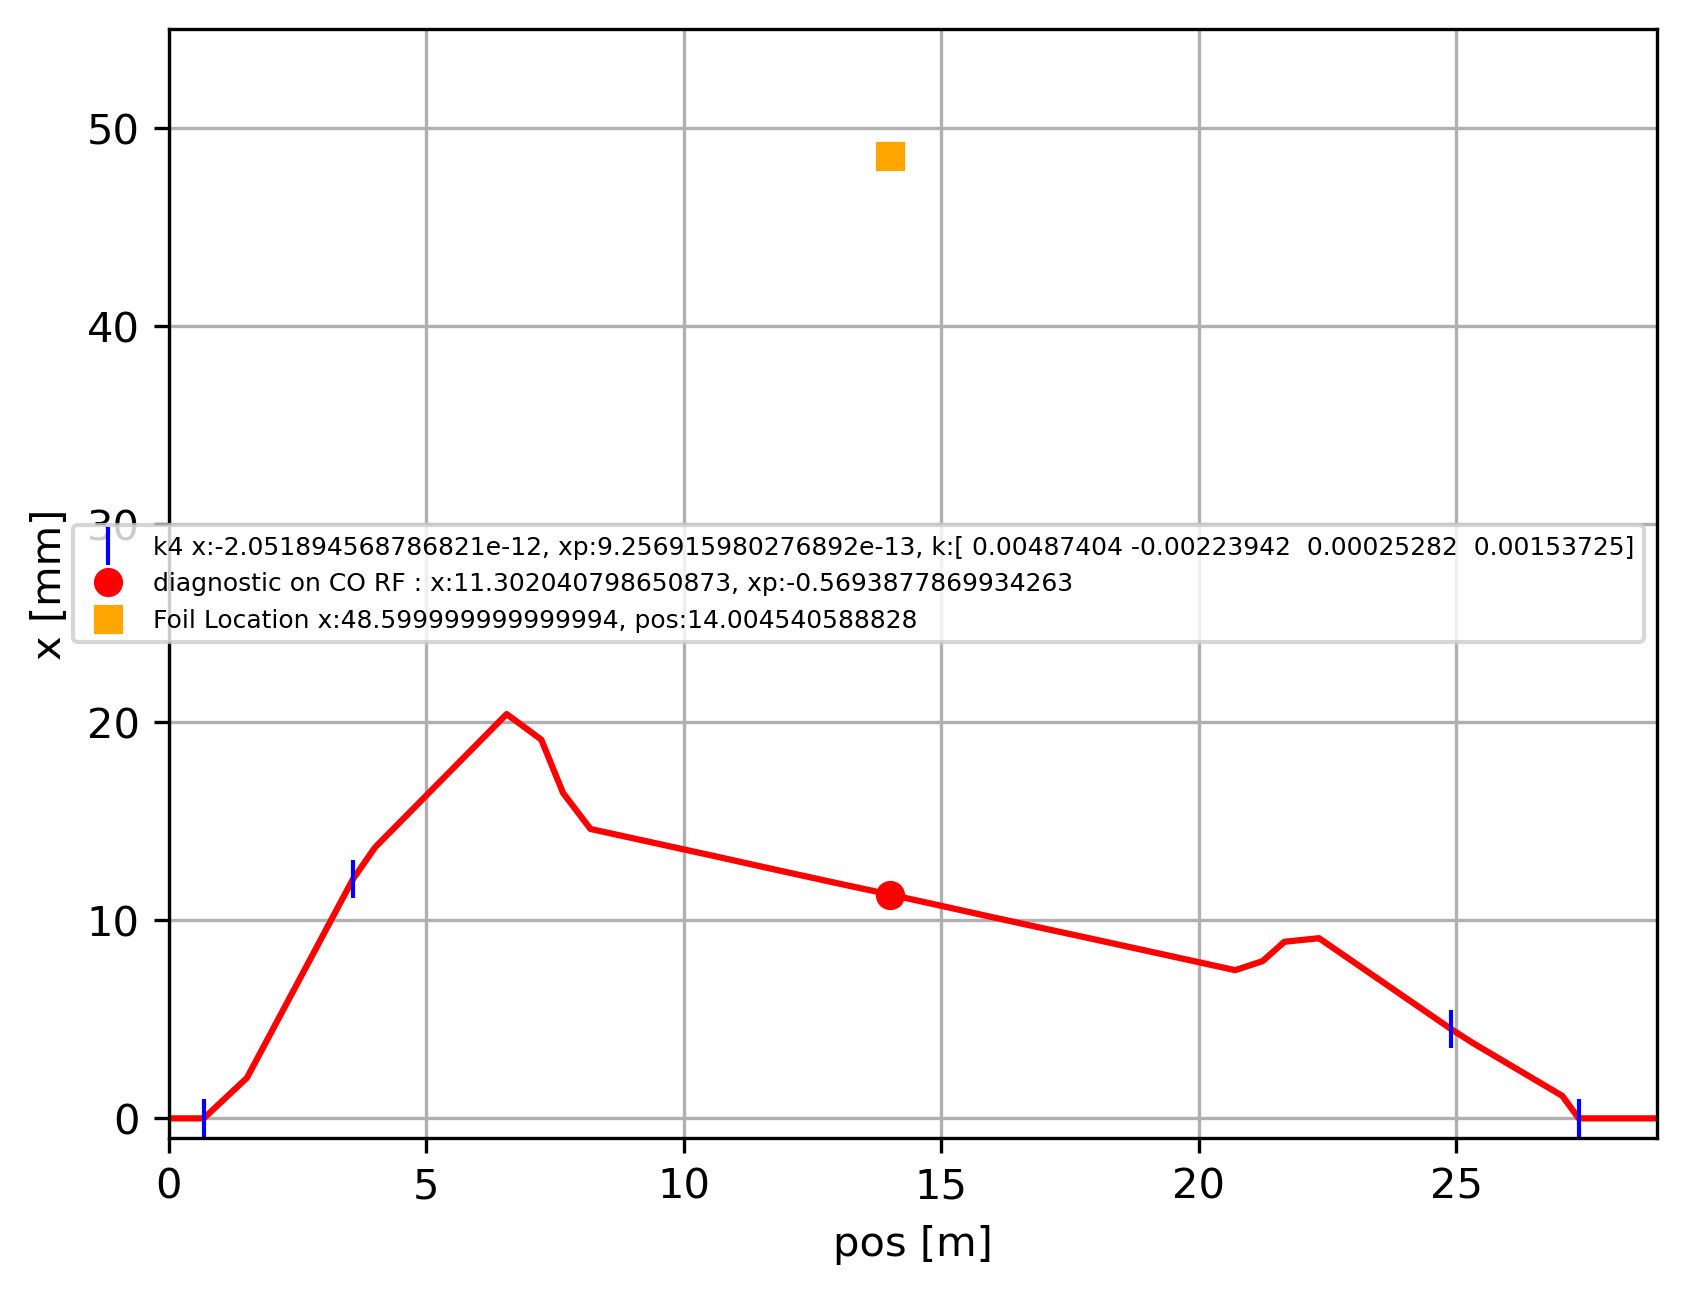 50
40
30
20
10
0
x [mm]
k4 x:-2.051894568786821e-12, xp:9.256915980276892e-13, k:[ 0.00487404 -0.00223942  0.00025282  0.00153725]
diagnostic on CO RF : x:11.302040798650873, xp:-0.5693877869934263
Foil Location x:48.599999999999994, pos:14.004540588828
0 5 10 15 20 25
pos [m]